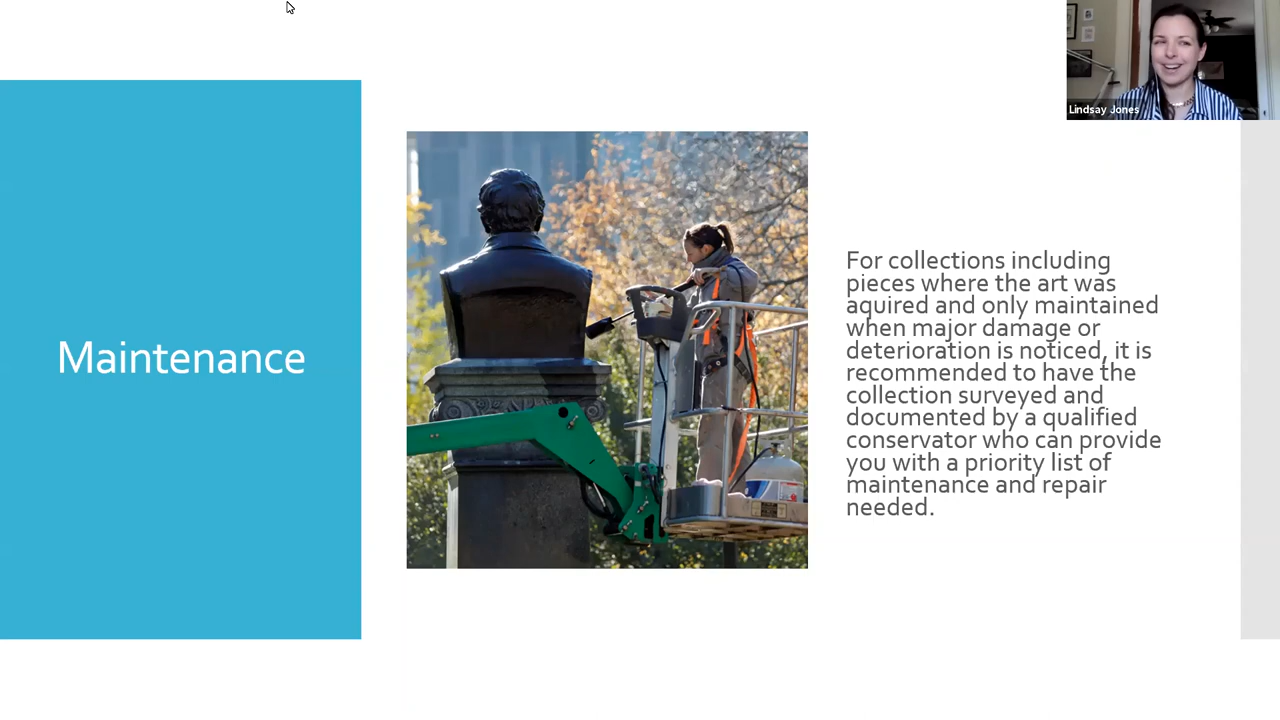 Lindsay Jones
Maintenance
For collections including
pieces where the art was
aquired and only maintained
when major damage or
deterioration is noticed, it is
recommended to have the
collection surveyed and
documented by a qualified
conservator who can provide
you with a priority list of
maintenance and repair
needed.